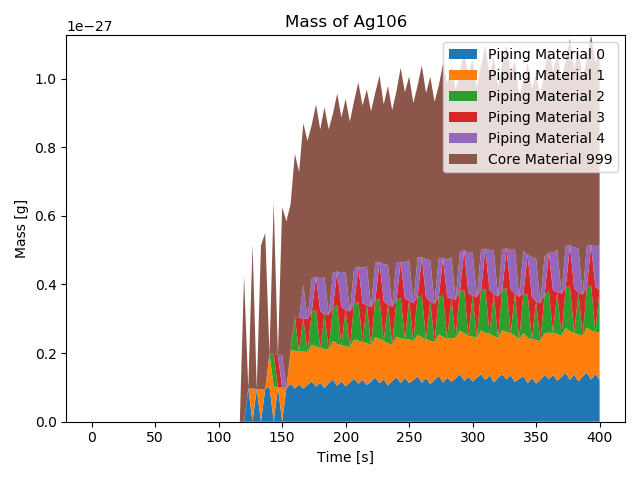 Mass of Ag106
1e−27
Mass [g]
1.0
0.8
0.6
0.4
0.2
0.0
Piping Material 0
Piping Material 1
Piping Material 2
Piping Material 3
Piping Material 4
Core Material 999
0 50 100 150 200 250 300 350 400
Time [s]